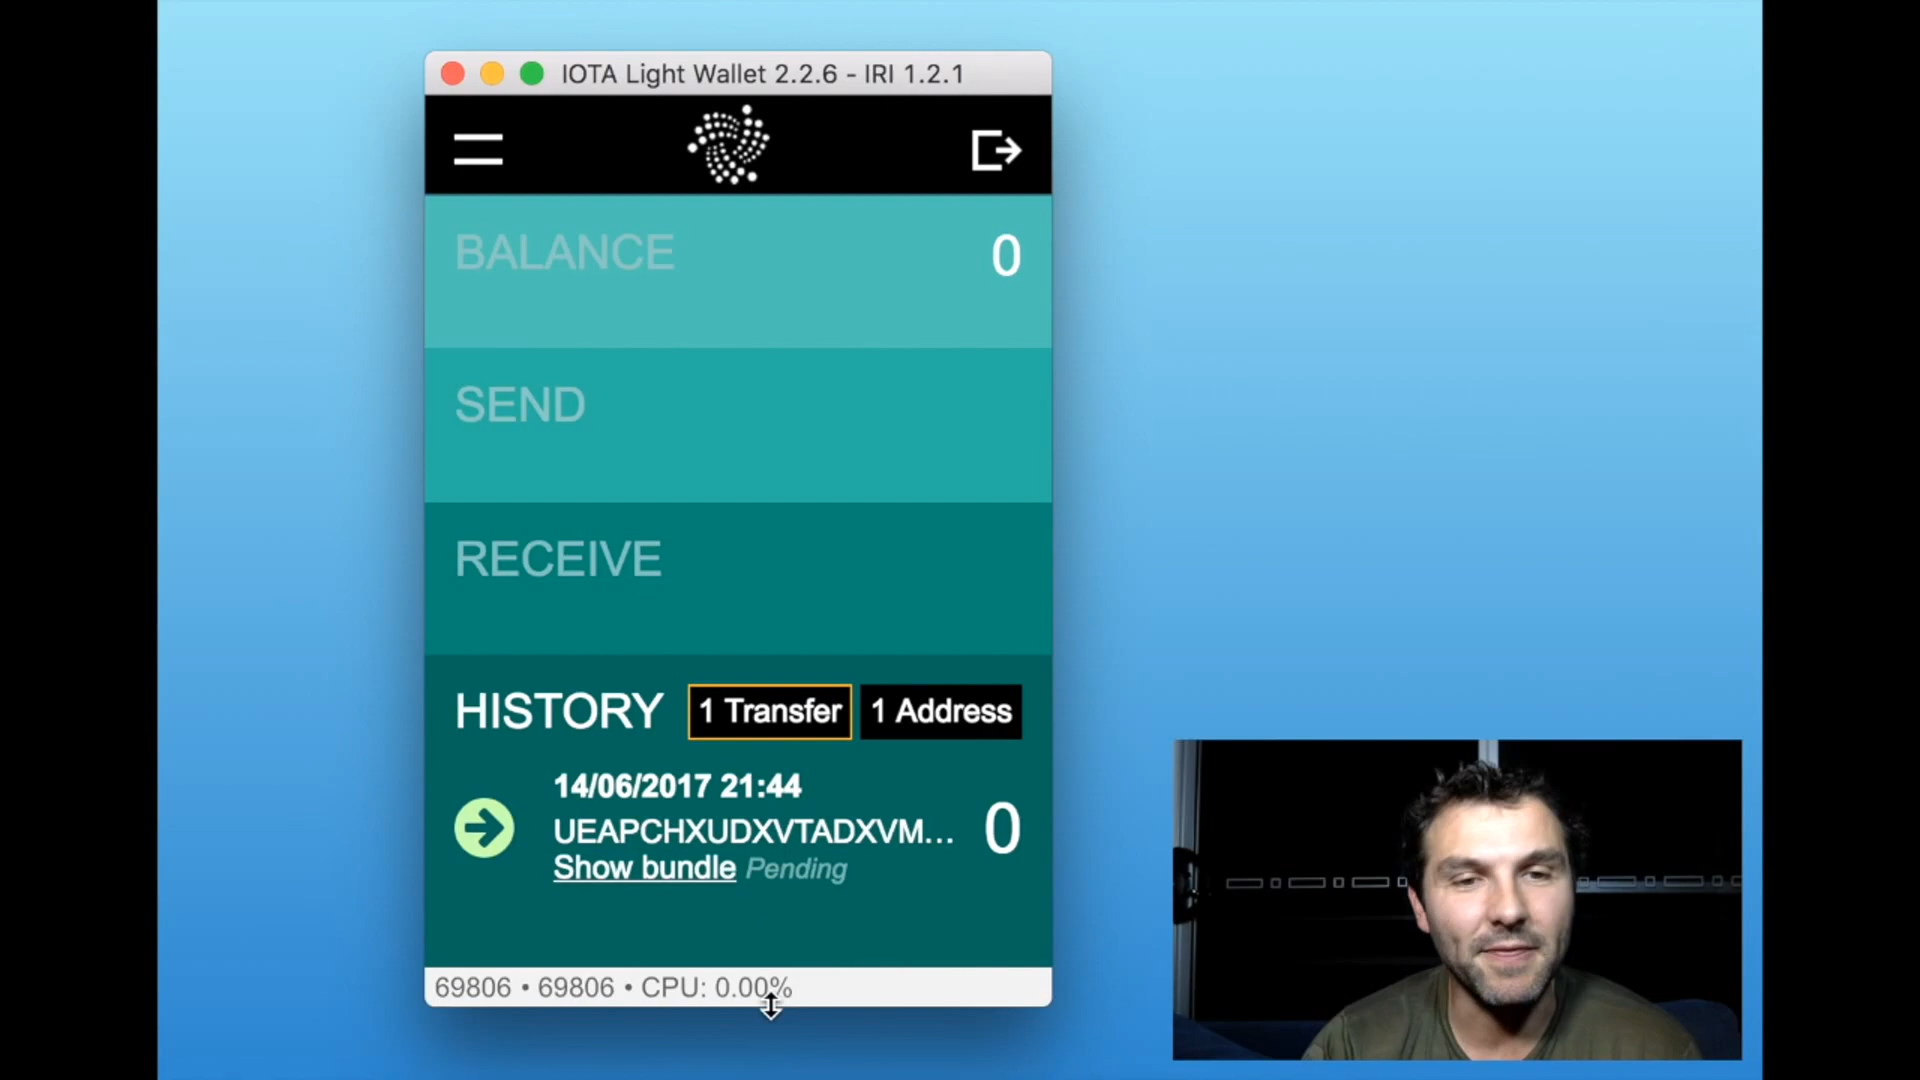 IOTA Light Wallet 2.2.6 - IRI 1.2.1
BALANCE 0
SEND
RECEIVE
HISTORY 1 Transfer 1 Address
14/06/2017 21:44
UEAPCHXUDXVTADXVM... 0
Show bundle Pending
69806 • 69806 • CPU: 0.00%